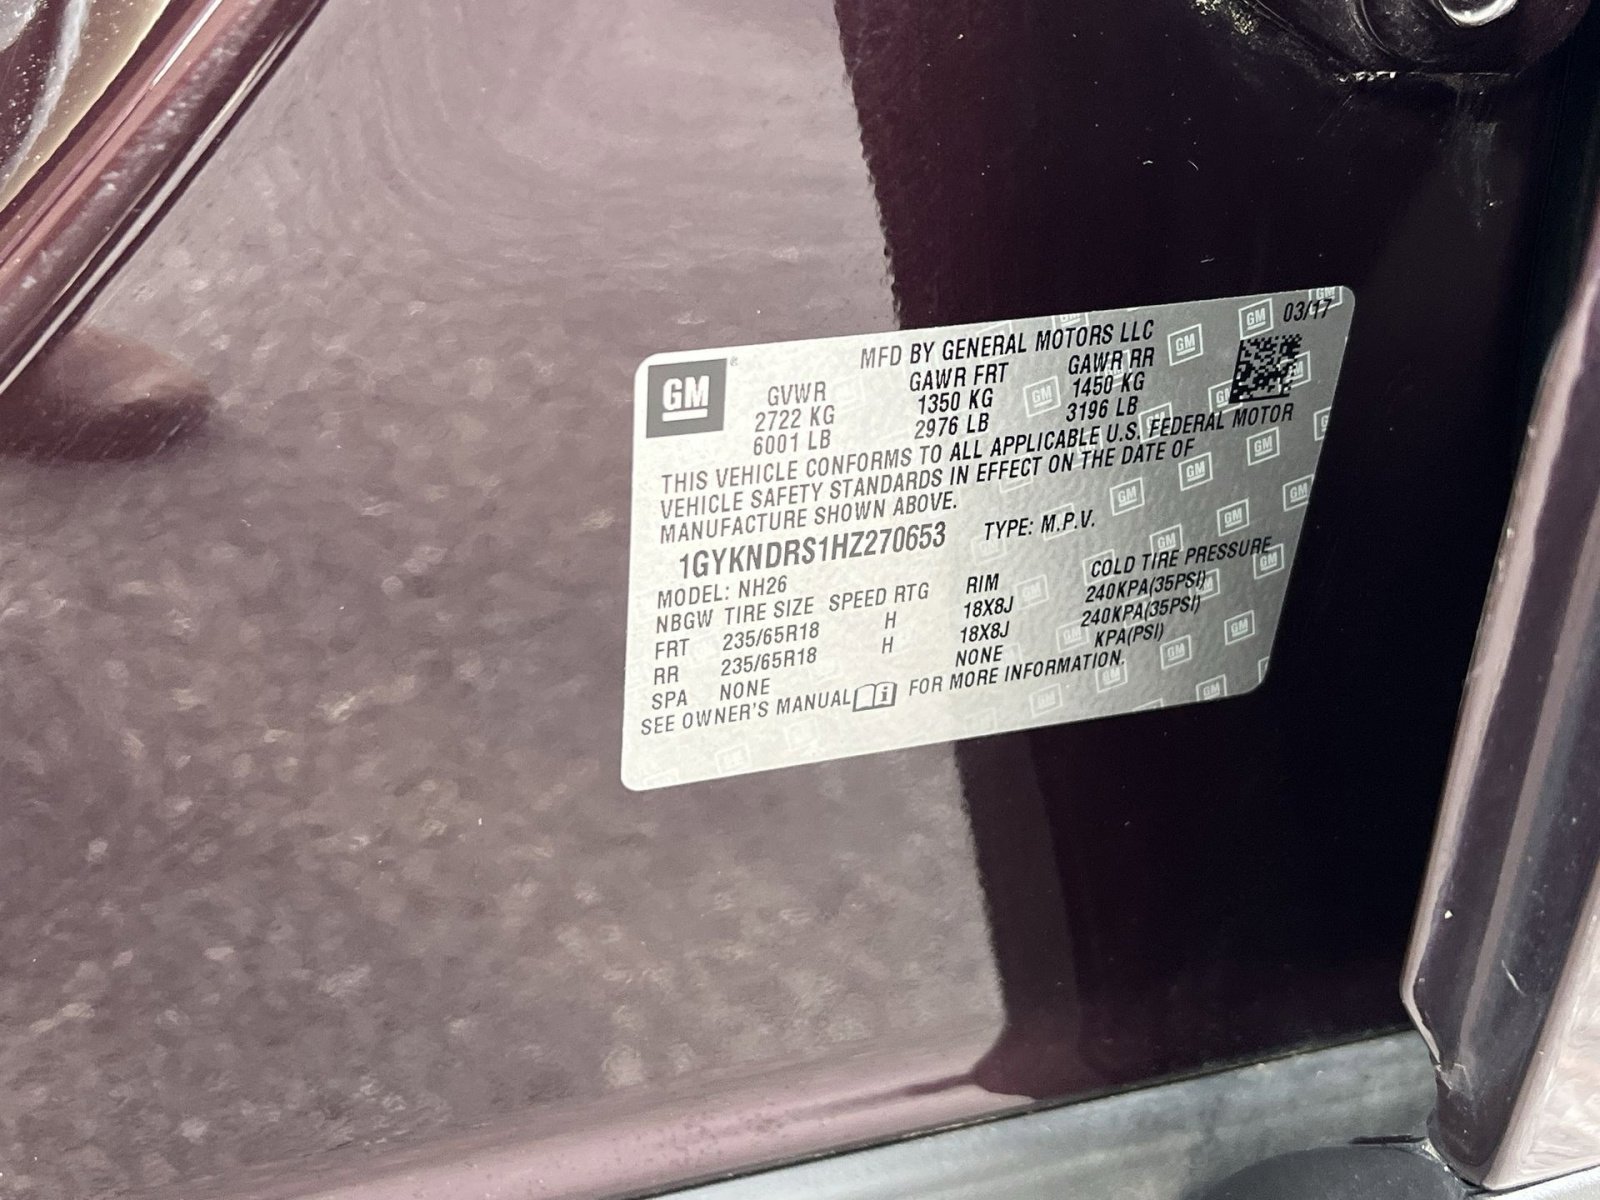 03/17
MFD BY GENERAL MOTORS LLC
GM ®
GVWR GAWR FRT GAWR RR
2722 KG 1350 KG 1450 KG
6001 LB 2976 LB 3196 LB
THIS VEHICLE CONFORMS TO ALL APPLICABLE U.S. FEDERAL MOTOR
VEHICLE SAFETY STANDARDS IN EFFECT ON THE DATE OF
MANUFACTURE SHOWN ABOVE.
1GYKNDRS1HZ270653 TYPE: M.P.V.
MODEL: NH26
NBGW TIRE SIZE SPEED RTG RIM COLD TIRE PRESSURE
FRT 235/65R18 H 18X8J 240KPA(35PSI)
RR 235/65R18 H 18X8J 240KPA(35PSI)
SPA NONE NONE KPA(PSI)
SEE OWNER'S MANUAL i FOR MORE INFORMATION.